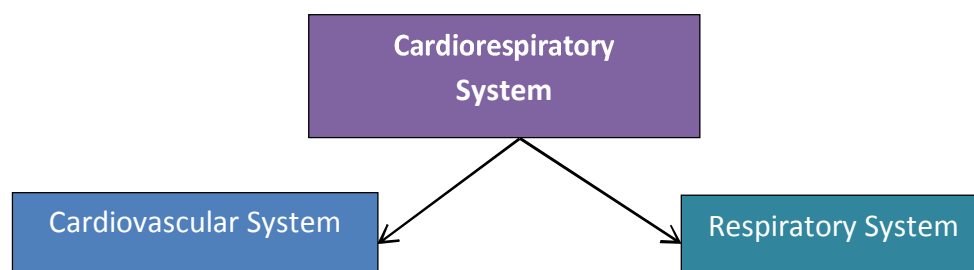 Cardiorespiratory
System
Cardiovascular System
Respiratory System